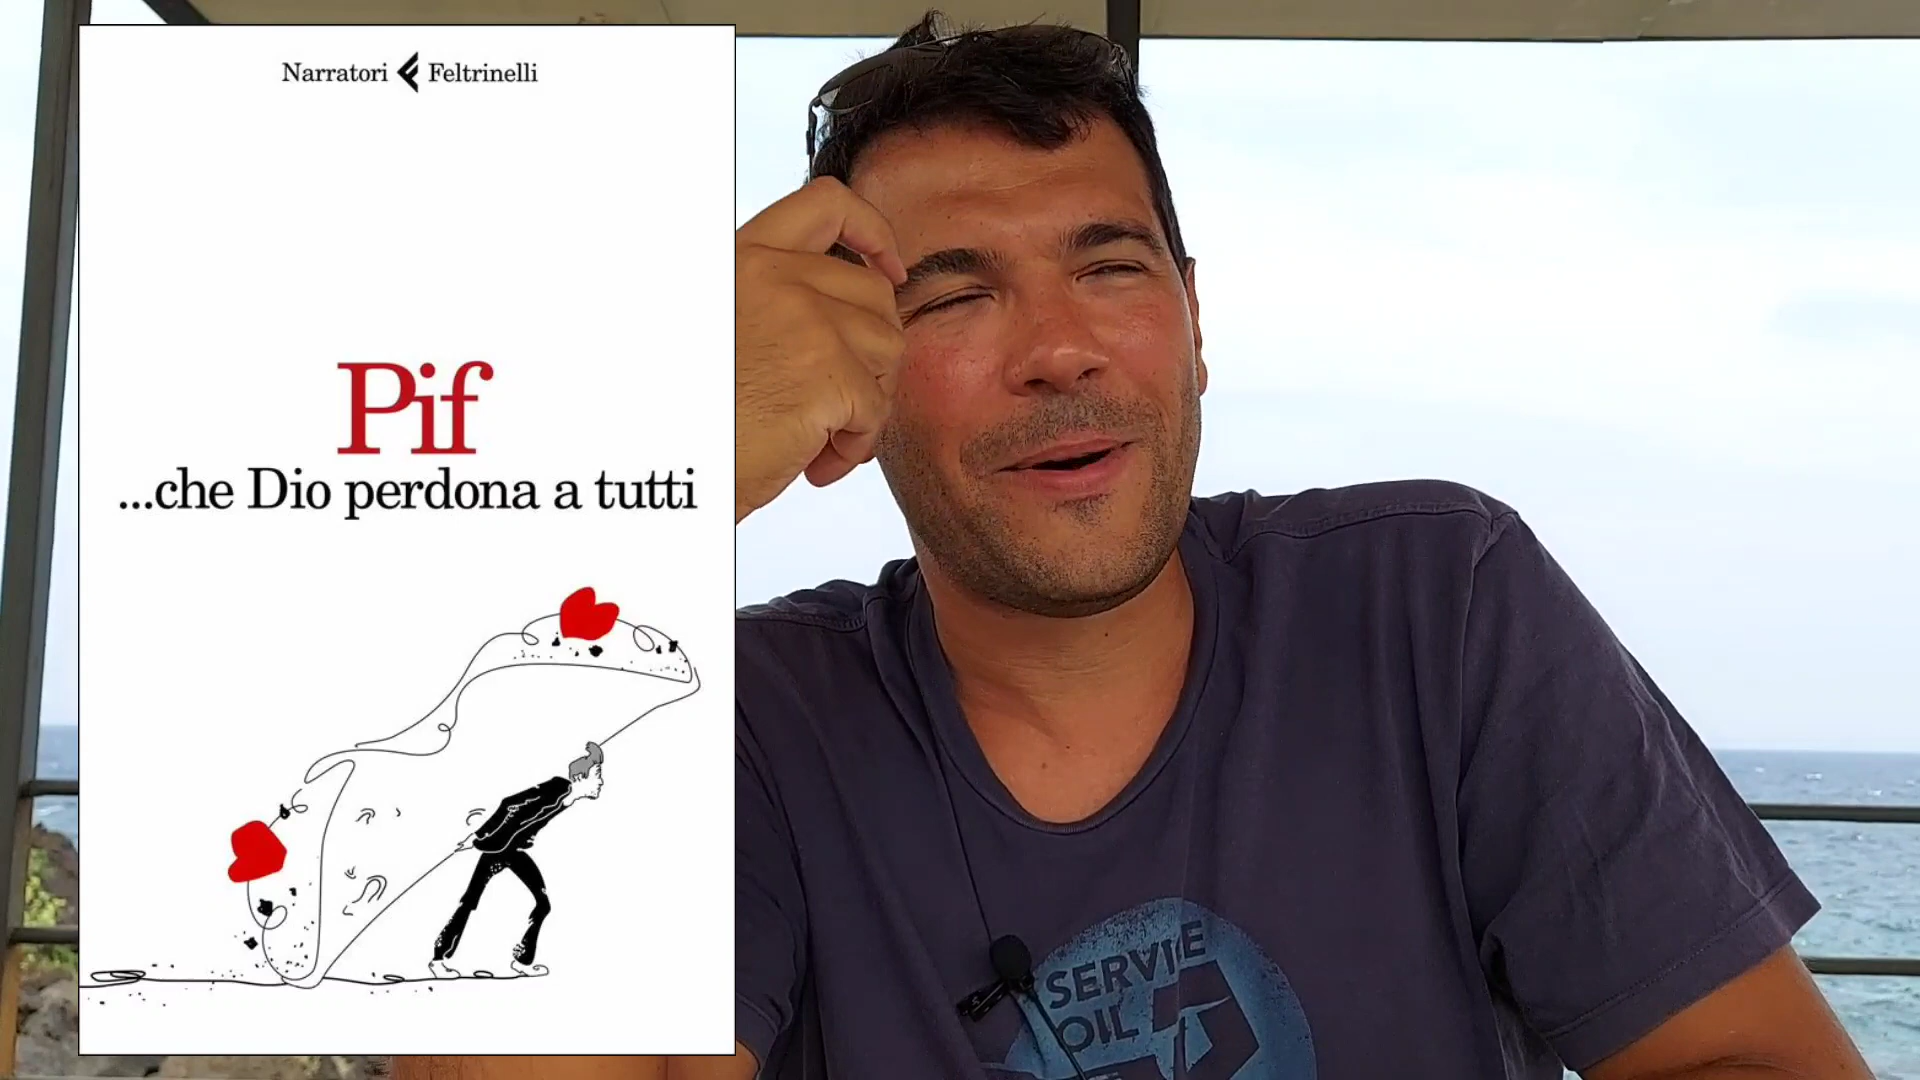 Narratori Feltrinelli
Pif
...che Dio perdona a tutti
SERVICE
OIL